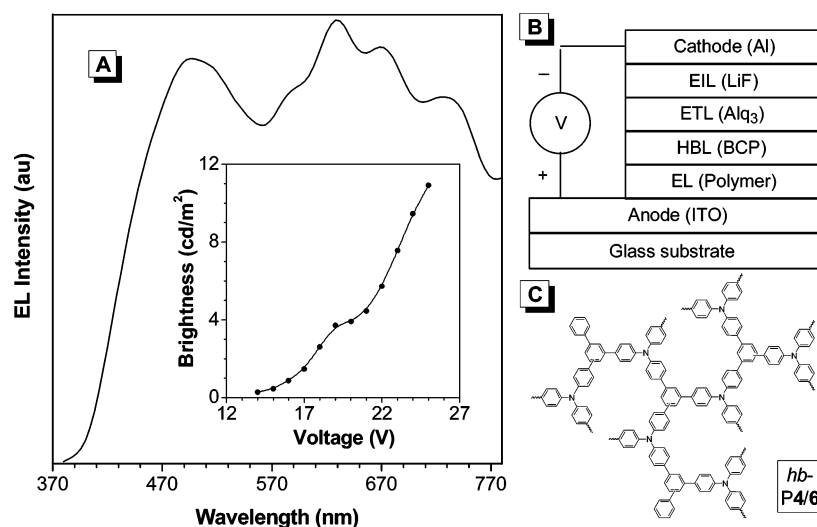 A
EL Intensity (au)
Brightness (cd/m²)
12
8
4
0
12 17 22 27
Voltage (V)
370 470 570 670 770
Wavelength (nm)
B
Cathode (Al)
EIL (LiF)
ETL (Alq₃)
HBL (BCP)
EL (Polymer)
Anode (ITO)
Glass substrate
–
V
+
C
N
N
N
N
N
N
N
N
N
hb-
P4/6